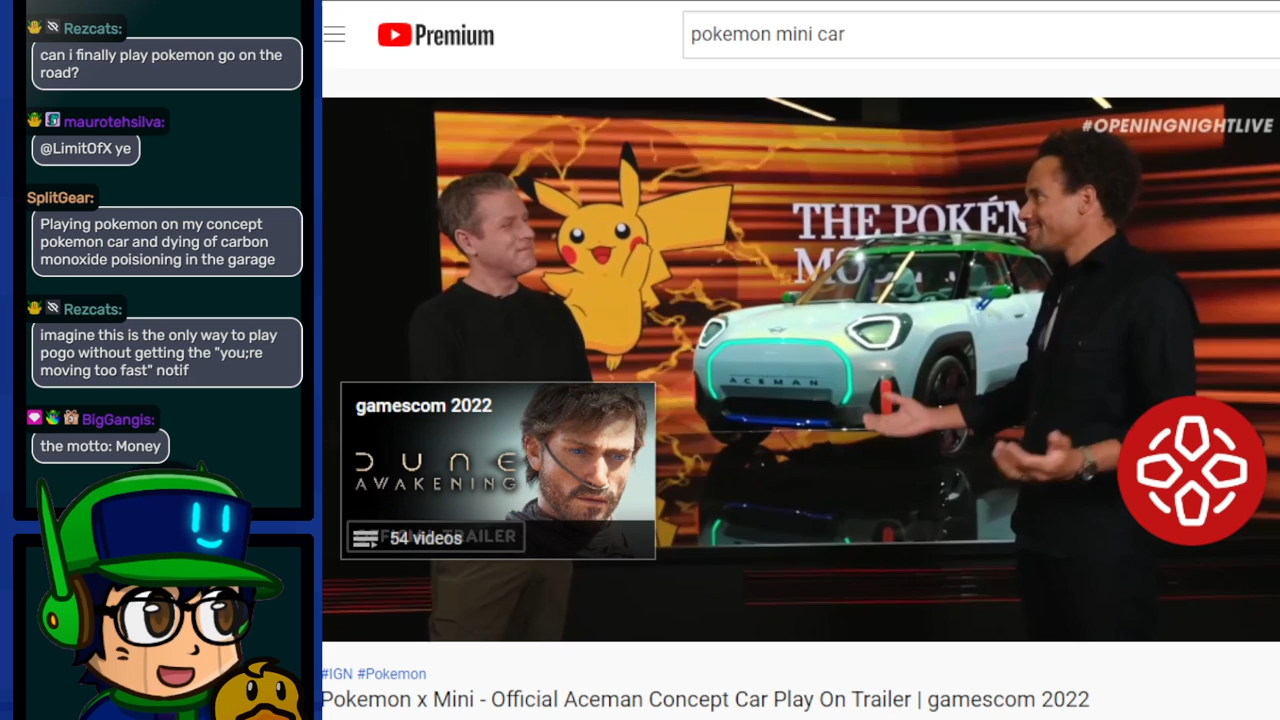 Rezcats:
can i finally play pokemon go on the
road?
maurotehsilva:
@LimitOfX ye
SplitGear:
Playing pokemon on my concept
pokemon car and dying of carbon
monoxide poisioning in the garage
Rezcats:
imagine this is the only way to play
pogo without getting the "you;re
moving too fast" notif
BigGangis:
the motto: Money
Premium
pokemon mini car
#OPENINGNIGHTLIVE
THE POKÉM
MO
ACEMAN
gamescom 2022
DUNE
AWAKENING
OFFICIAL TRAILER
54 videos
#IGN #Pokemon
Pokemon x Mini - Official Aceman Concept Car Play On Trailer | gamescom 2022